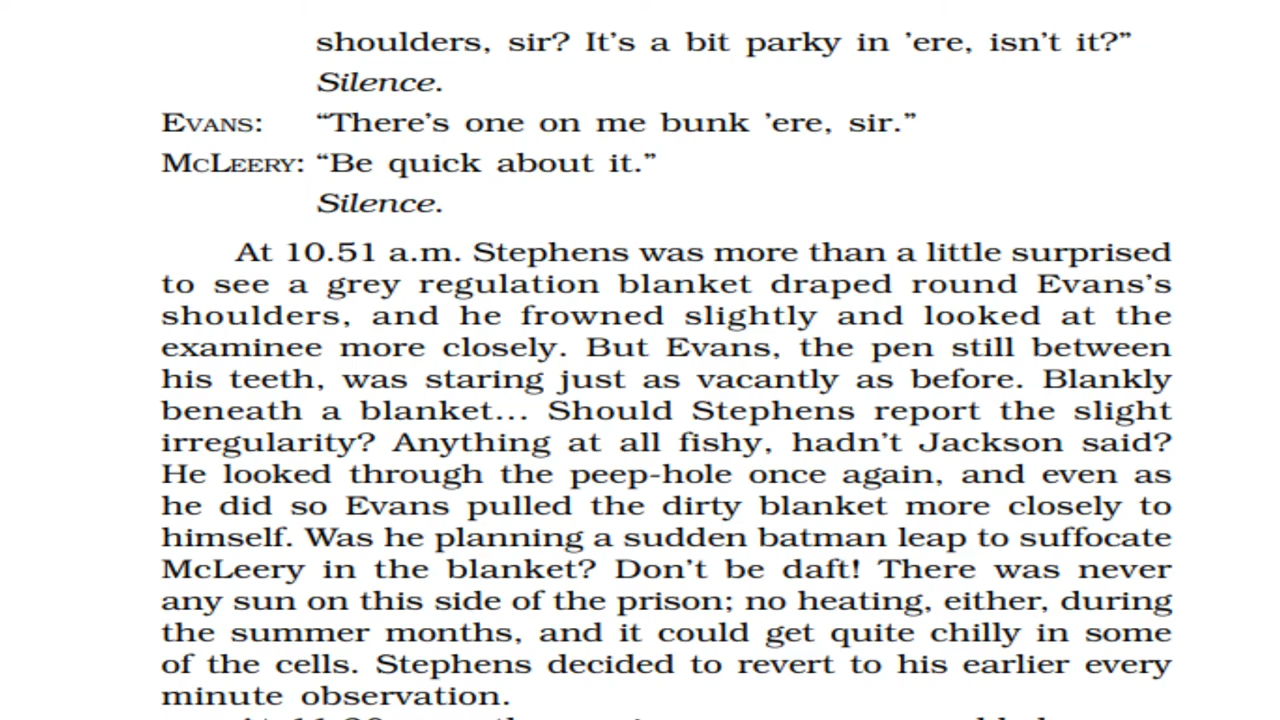 shoulders, sir? It's a bit parky in 'ere, isn't it?”
Silence.
EVANS: “There's one on me bunk 'ere, sir.”
MCLEERY: “Be quick about it.”
Silence.
At 10.51 a.m. Stephens was more than a little surprised
to see a grey regulation blanket draped round Evans's
shoulders, and he frowned slightly and looked at the
examinee more closely. But Evans, the pen still between
his teeth, was staring just as vacantly as before. Blankly
beneath a blanket... Should Stephens report the slight
irregularity? Anything at all fishy, hadn't Jackson said?
He looked through the peep-hole once again, and even as
he did so Evans pulled the dirty blanket more closely to
himself. Was he planning a sudden batman leap to suffocate
McLeery in the blanket? Don't be daft! There was never
any sun on this side of the prison; no heating, either, during
the summer months, and it could get quite chilly in some
of the cells. Stephens decided to revert to his earlier every
minute observation.